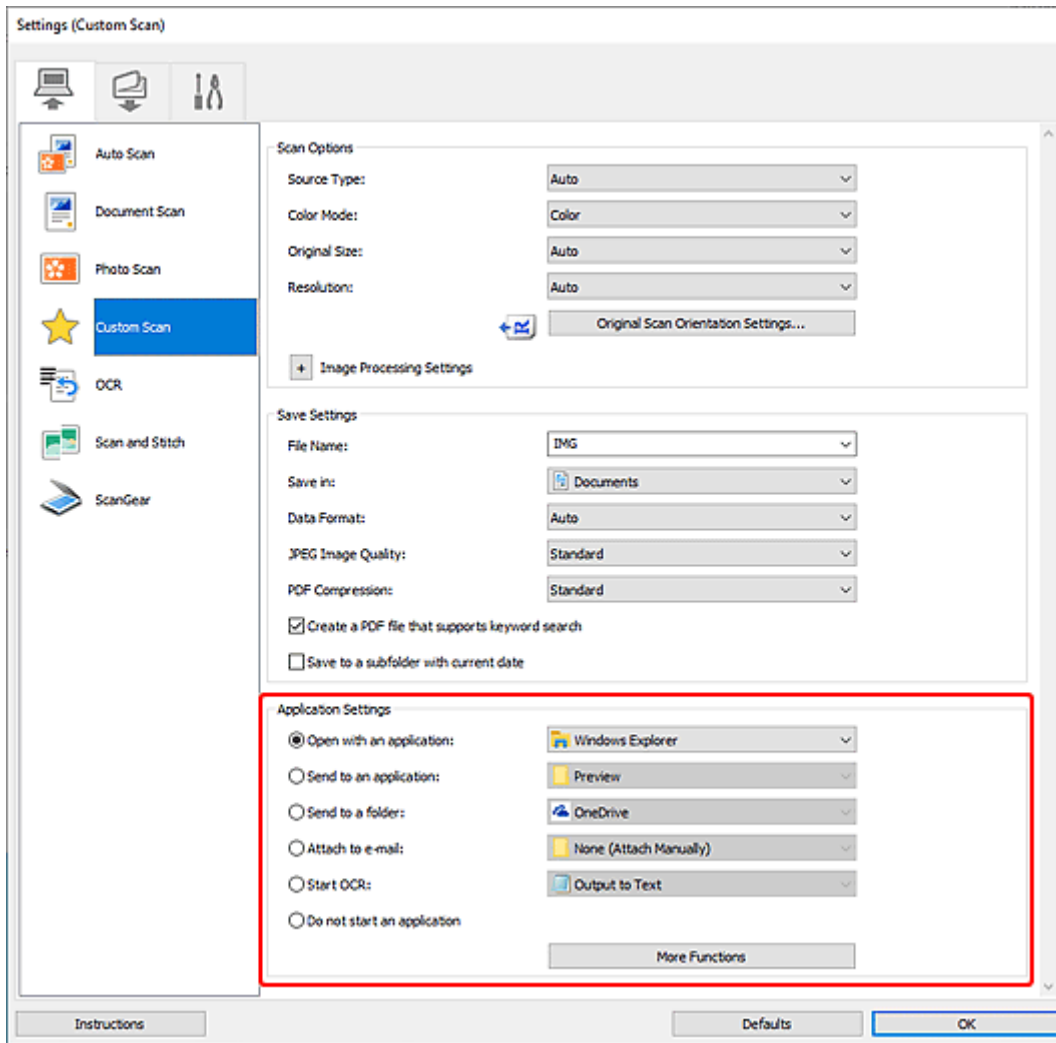 Settings (Custom Scan)
Auto Scan
Document Scan
Photo Scan
Custom Scan
OCR
Scan and Stitch
ScanGear
Scan Options
Source Type: Auto
Color Mode: Color
Original Size: Auto
Resolution: Auto
Original Scan Orientation Settings...
+ Image Processing Settings
Save Settings
File Name: IMG
Save in: Documents
Data Format: Auto
JPEG Image Quality: Standard
PDF Compression: Standard
Create a PDF file that supports keyword search
Save to a subfolder with current date
Application Settings
Open with an application: Windows Explorer
Send to an application: Preview
Send to a folder: OneDrive
Attach to e-mail: None (Attach Manually)
Start OCR: Output to Text
Do not start an application
More Functions
Instructions
Defaults
OK